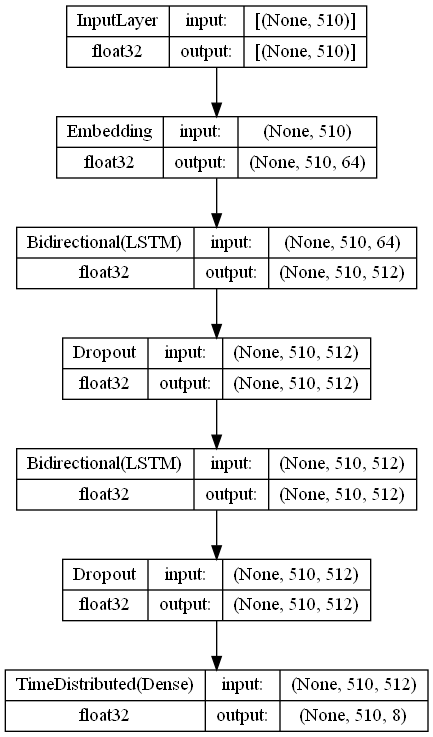 InputLayer input: [(None, 510)]
float32 output: [(None, 510)]
Embedding input: (None, 510)
float32 output: (None, 510, 64)
Bidirectional(LSTM) input: (None, 510, 64)
float32 output: (None, 510, 512)
Dropout input: (None, 510, 512)
float32 output: (None, 510, 512)
Bidirectional(LSTM) input: (None, 510, 512)
float32 output: (None, 510, 512)
Dropout input: (None, 510, 512)
float32 output: (None, 510, 512)
TimeDistributed(Dense) input: (None, 510, 512)
float32 output: (None, 510, 8)